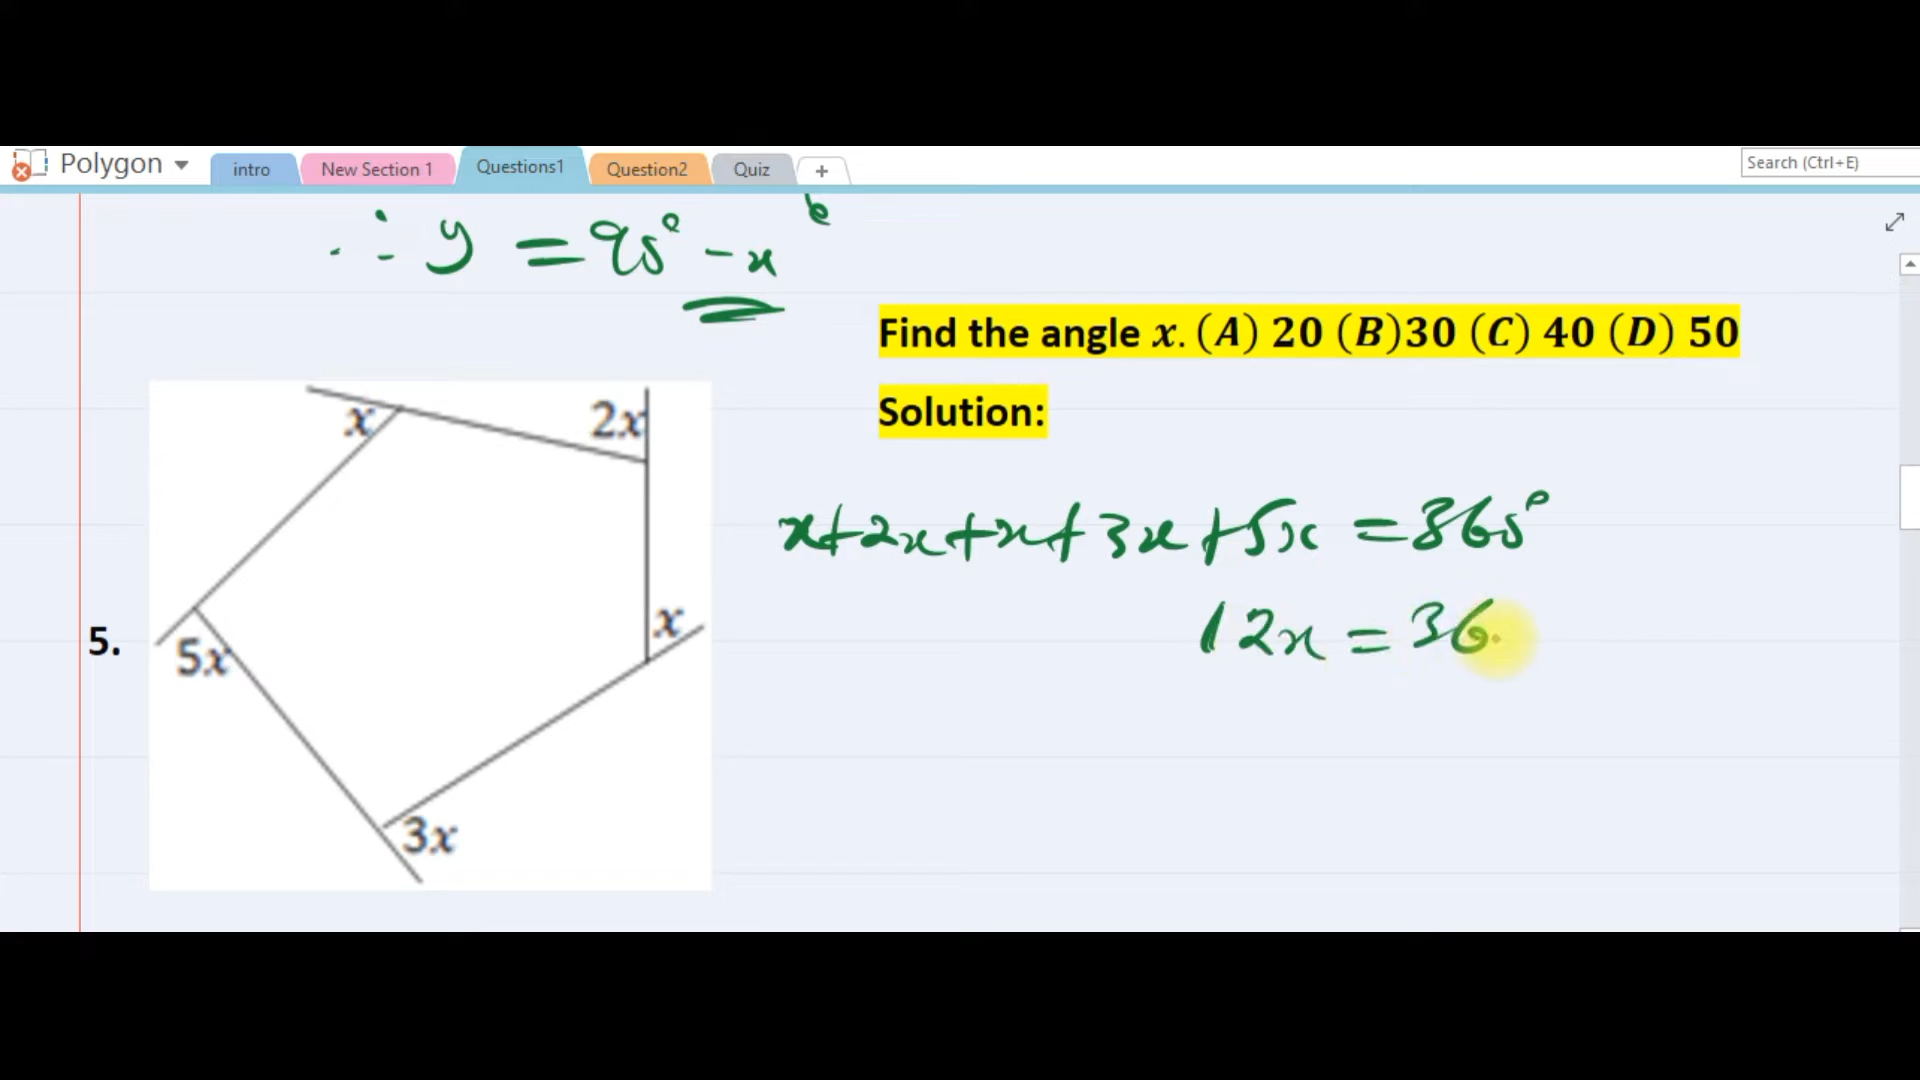 Polygon
intro
New Section 1
Questions1
Question2
Quiz
+
Search (Ctrl+E)
∴ y = 90° - x
Find the angle x. (A) 20 (B)30 (C) 40 (D) 50
Solution:
x+2x+x+3x+5x = 360°
12x = 36
5.
x
2x
x
5x
3x